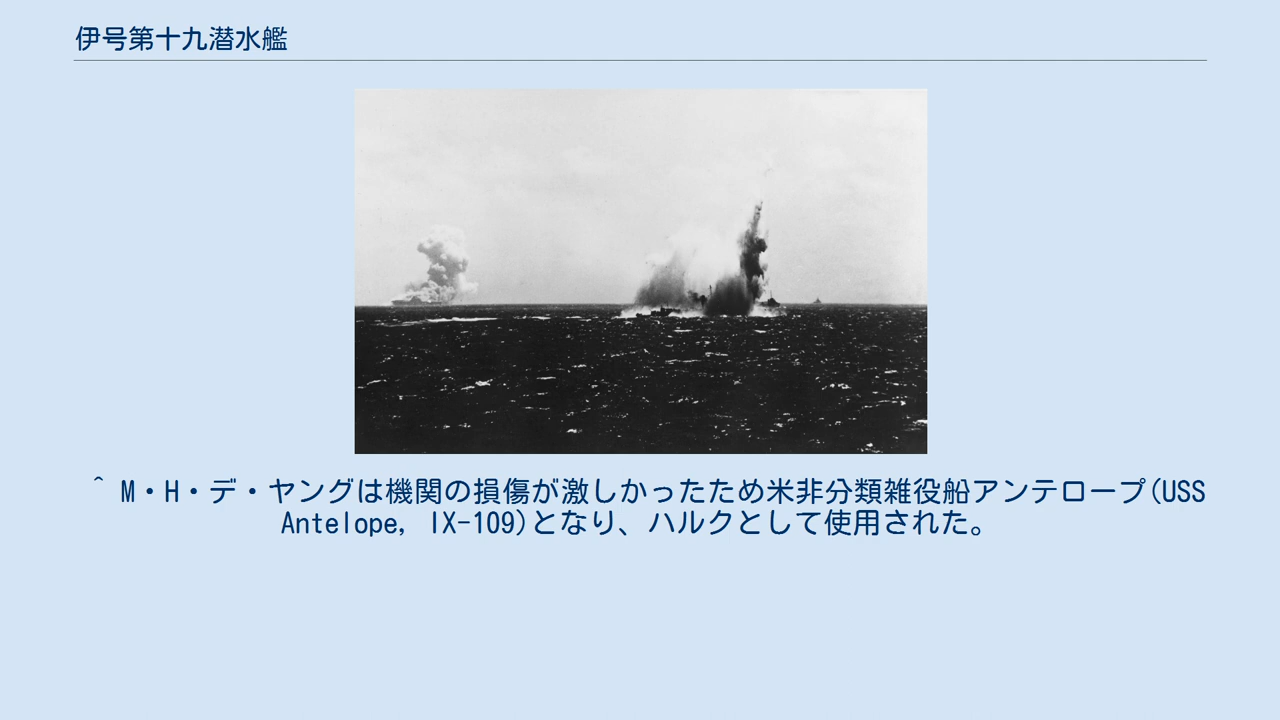 伊号第十九潜水艦
^ M・H・デ・ヤングは機関の損傷が激しかったため米非分類雑役船アンテロープ(USS
Antelope, IX-109)となり、ハルクとして使用された。